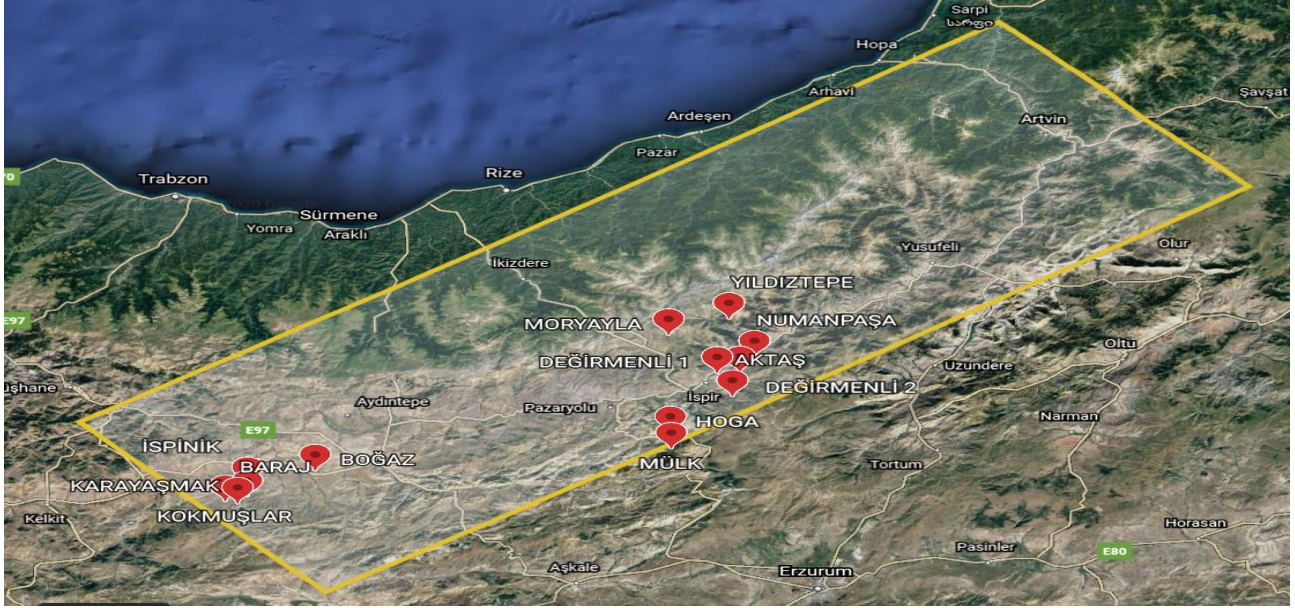 Sarpi
სარფი
Hopa
Arhavi
Şavşat
Ardeşen
Artvin
Pazar
Rize
Trabzon
Sürmene
Yomra
Araklı
Olur
Yusufeli
İkizdere
YILDIZTEPE
MORYAYLA
NUMANPAŞA
E97
DEĞİRMENLİ 1
AKTAŞ
Oltu
Uzundere
DEĞİRMENLİ 2
İspir
Aydıntepe
Pazaryolu
Narman
HOGA
E97
İSPİNİK
BOĞAZ
BARAJ
MÜLK
Tortum
KARAYAŞMAK
KOKMUŞLAR
Kelkit
Horasan
Pasinler
E80
Aşkale
Erzurum